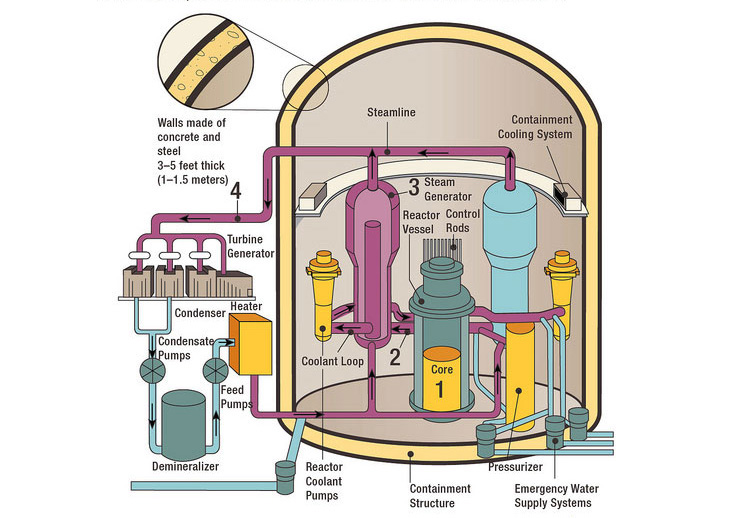 Walls made of
concrete and
steel
3–5 feet thick
(1–1.5 meters)
Steamline
Containment
Cooling System
4
3
Steam
Generator
Reactor
Vessel
Control
Rods
Turbine
Generator
Condenser
Heater
Condensate
Pumps
Coolant Loop
2
Core
1
Feed
Pumps
Demineralizer
Reactor
Coolant
Pumps
Containment
Structure
Pressurizer
Emergency Water
Supply Systems